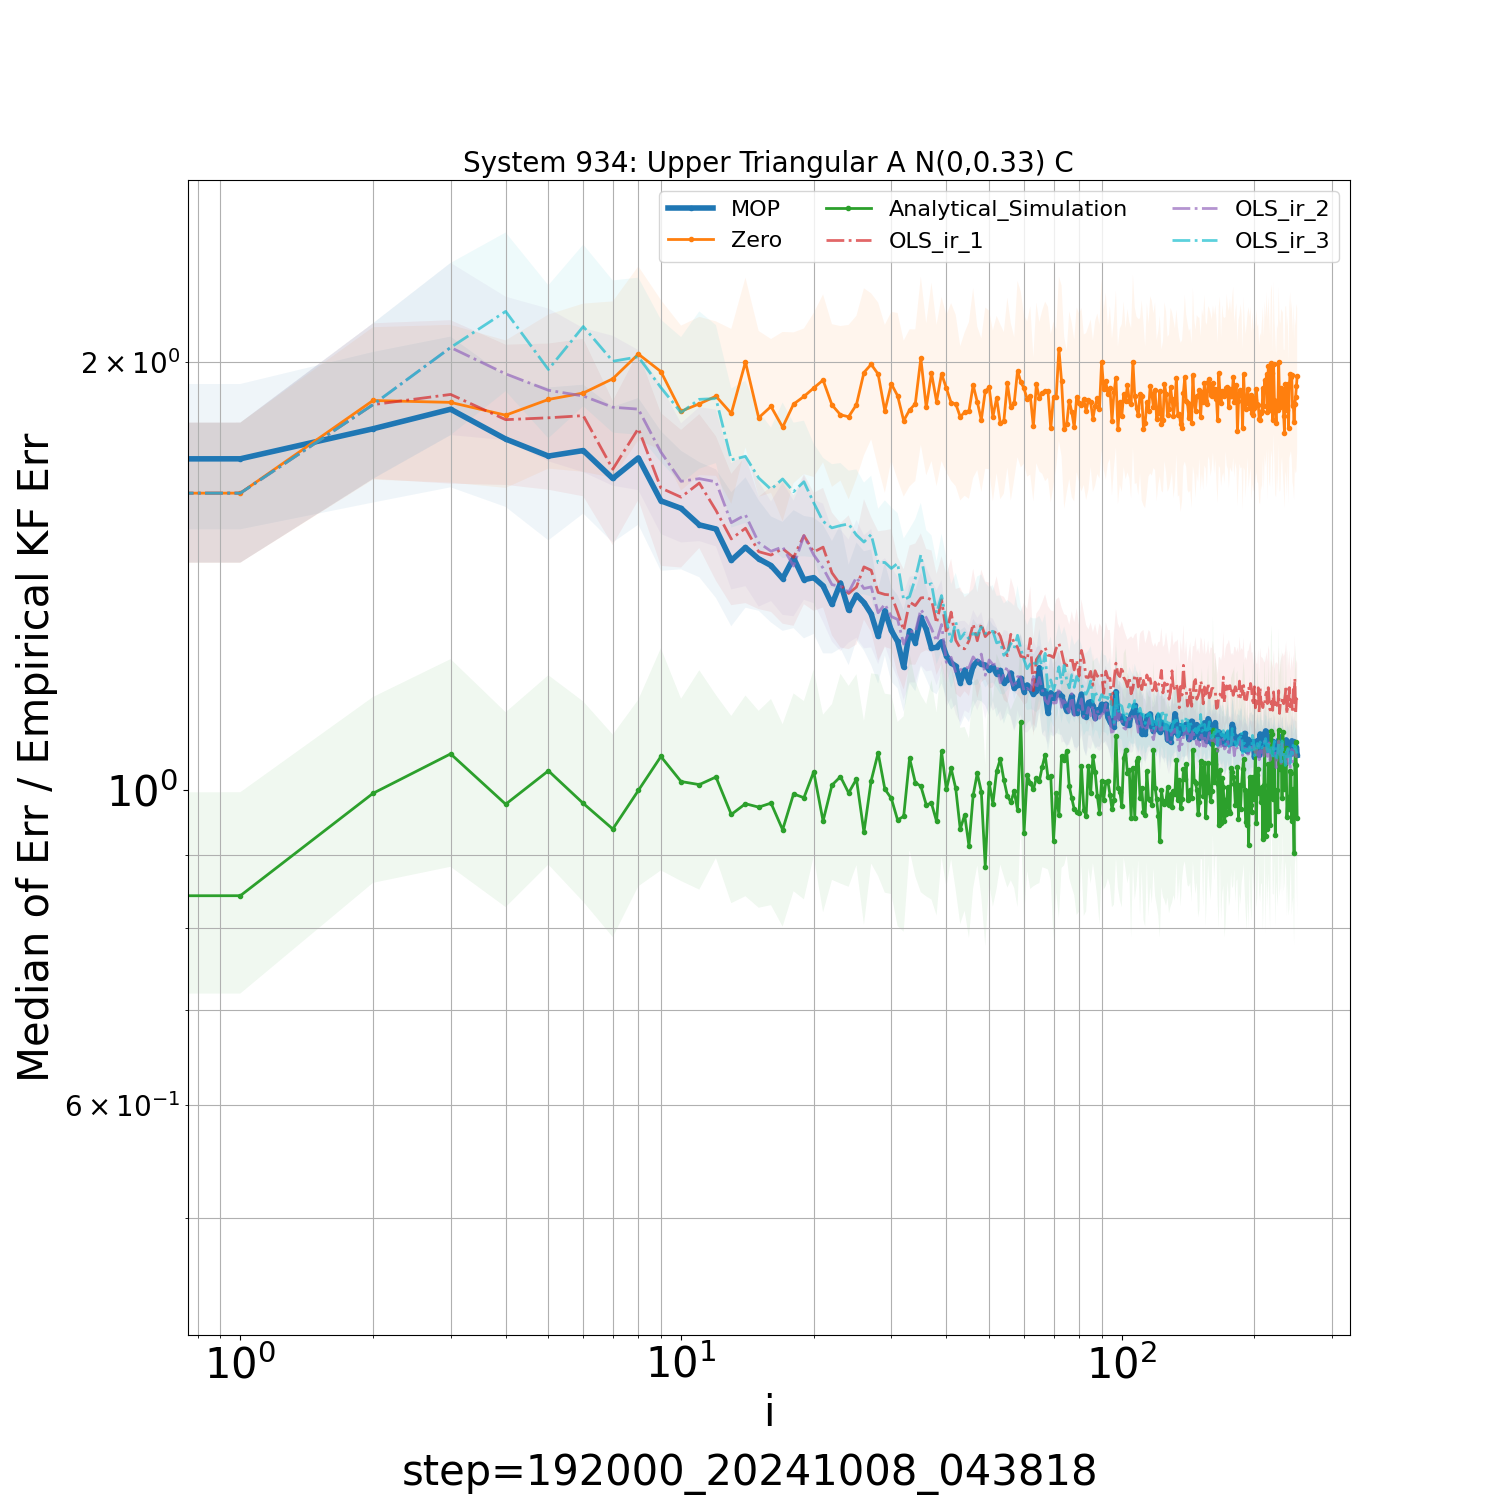 System 934: Upper Triangular A N(0,0.33) C
MOP
Zero
Analytical_Simulation
OLS_ir_1
OLS_ir_2
OLS_ir_3
Median of Err / Empirical KF Err
2 × 10⁰
10⁰
6 × 10⁻¹
10⁰ 10¹ 10²
i
step=192000_20241008_043818